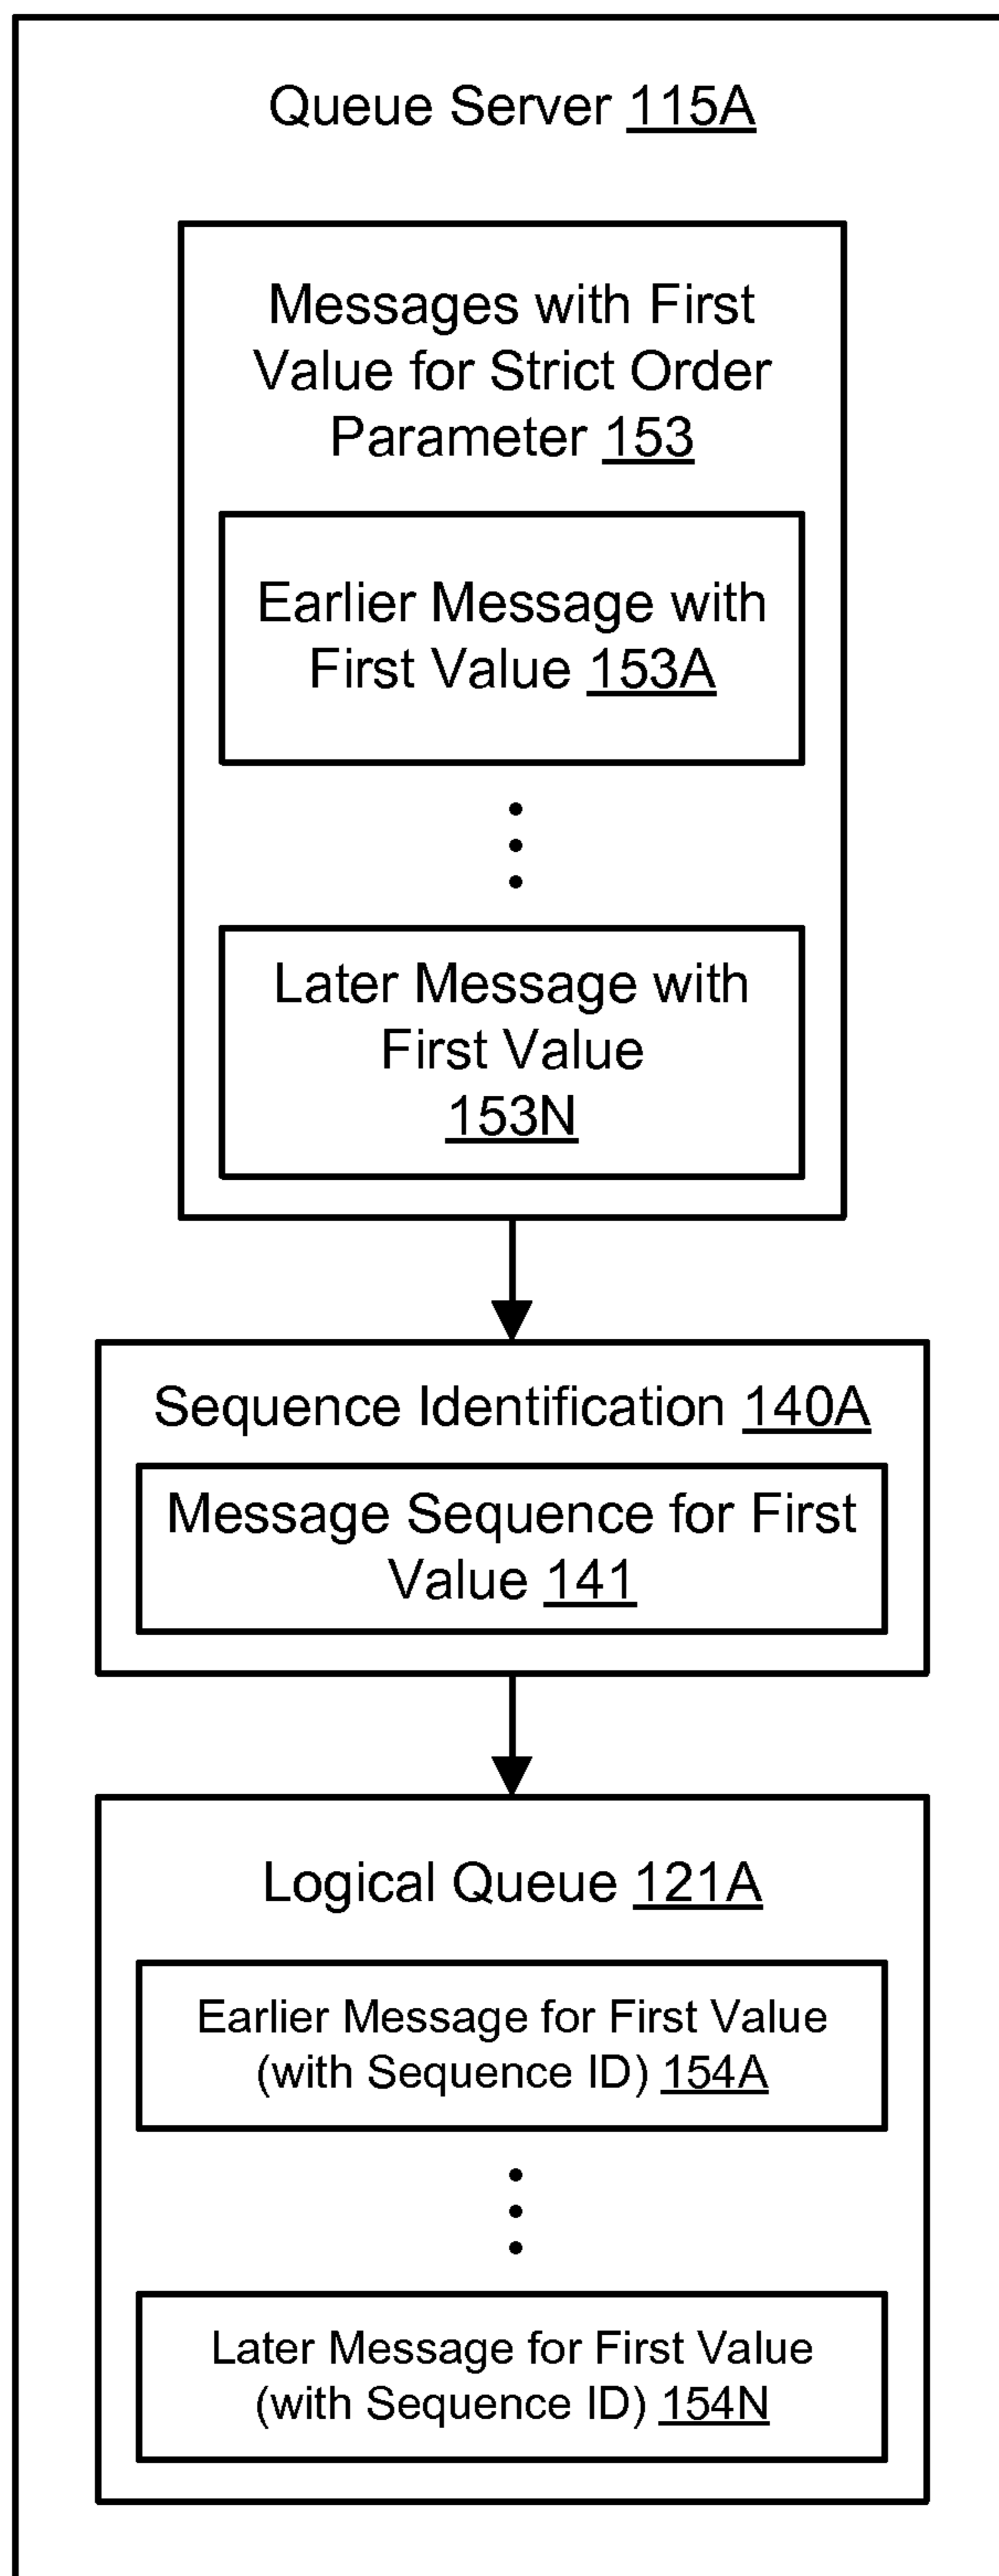 Queue Server 115A
Messages with First
Value for Strict Order
Parameter 153
Earlier Message with
First Value 153A
Later Message with
First Value
153N
Sequence Identification 140A
Message Sequence for First
Value 141
Logical Queue 121A
Earlier Message for First Value
(with Sequence ID) 154A
Later Message for First Value
(with Sequence ID) 154N